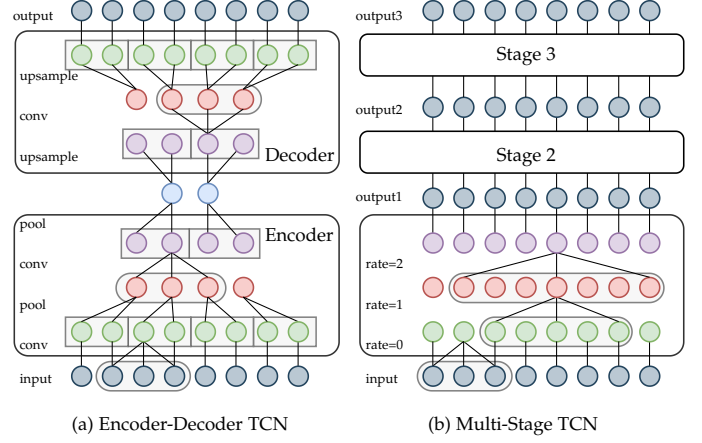 output
upsample
conv
upsample
Decoder
pool
Encoder
conv
pool
conv
input
(a) Encoder-Decoder TCN
output3
Stage 3
output2
Stage 2
output1
rate=2
rate=1
rate=0
input
(b) Multi-Stage TCN